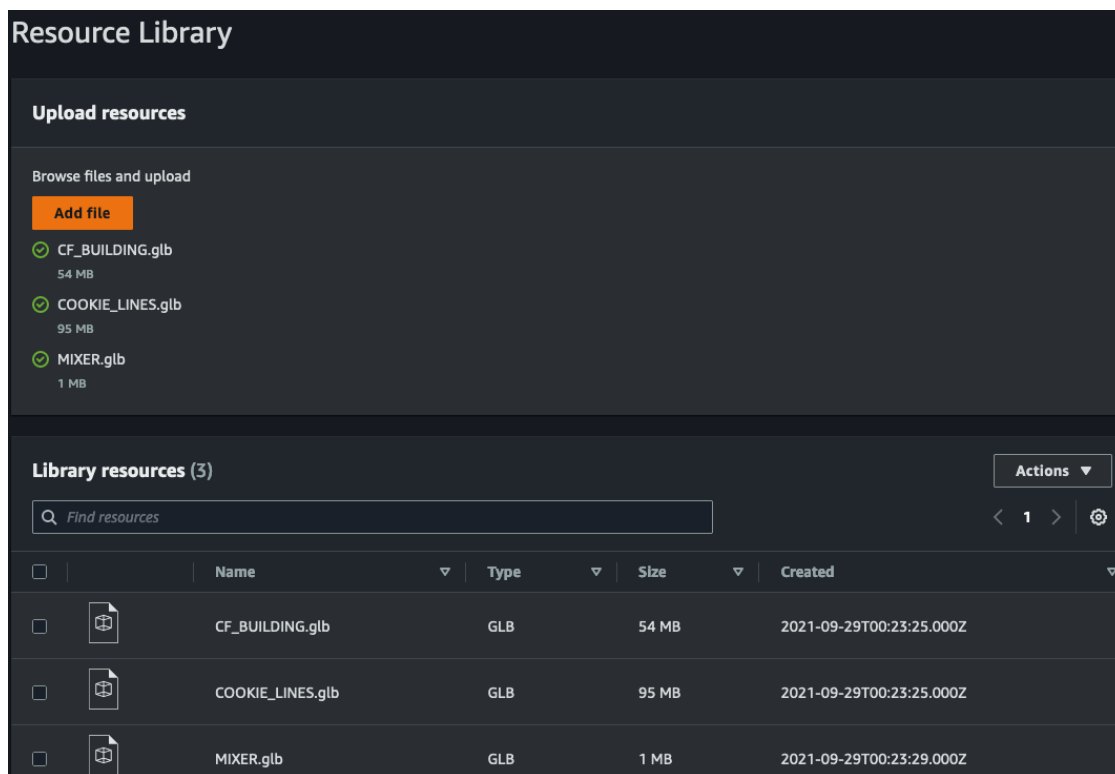 Resource Library
Upload resources
Browse files and upload
Add file
CF_BUILDING.glb
54 MB
COOKIE_LINES.glb
95 MB
MIXER.glb
1 MB
Library resources (3)
Actions
Find resources
1
Name Type Size Created
CF_BUILDING.glb GLB 54 MB 2021-09-29T00:23:25.000Z
COOKIE_LINES.glb GLB 95 MB 2021-09-29T00:23:25.000Z
MIXER.glb GLB 1 MB 2021-09-29T00:23:29.000Z